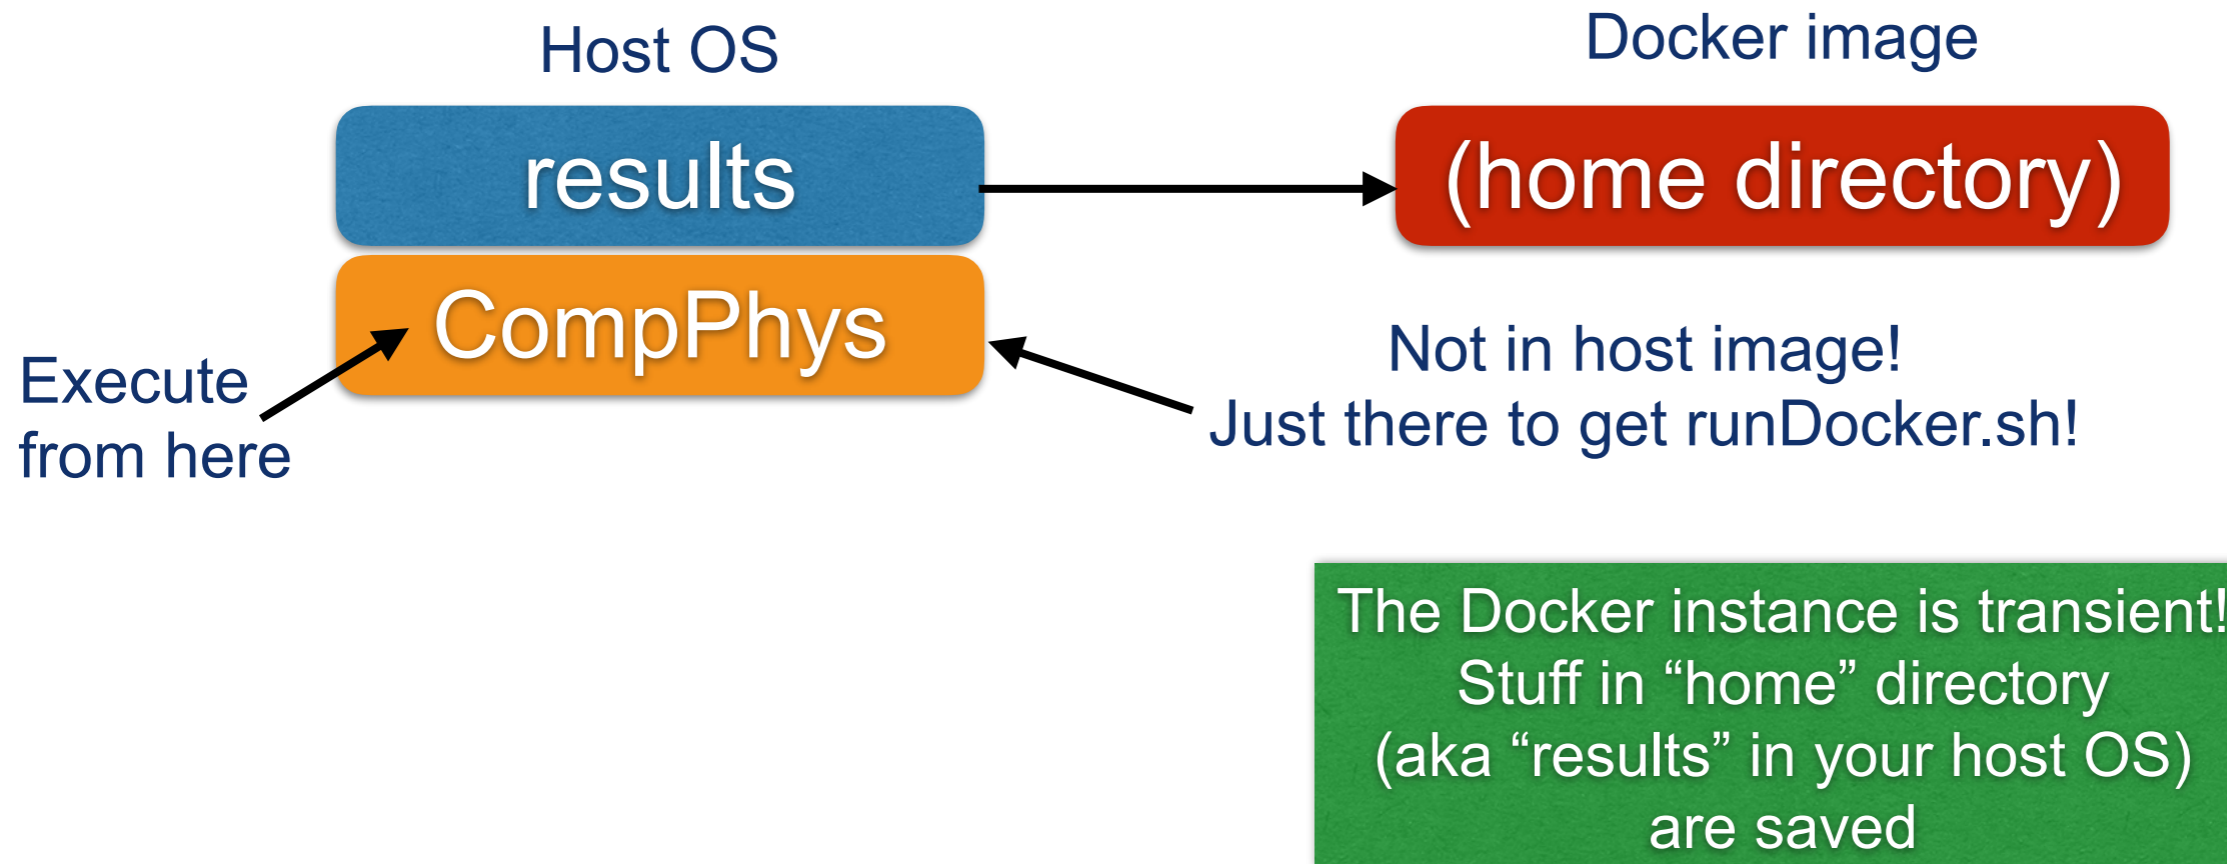 Host OS
Docker image
results
(home directory)
CompPhys
Execute
from here
Not in host image!
Just there to get runDocker.sh!
The Docker instance is transient!
Stuff in “home” directory
(aka “results” in your host OS)
are saved